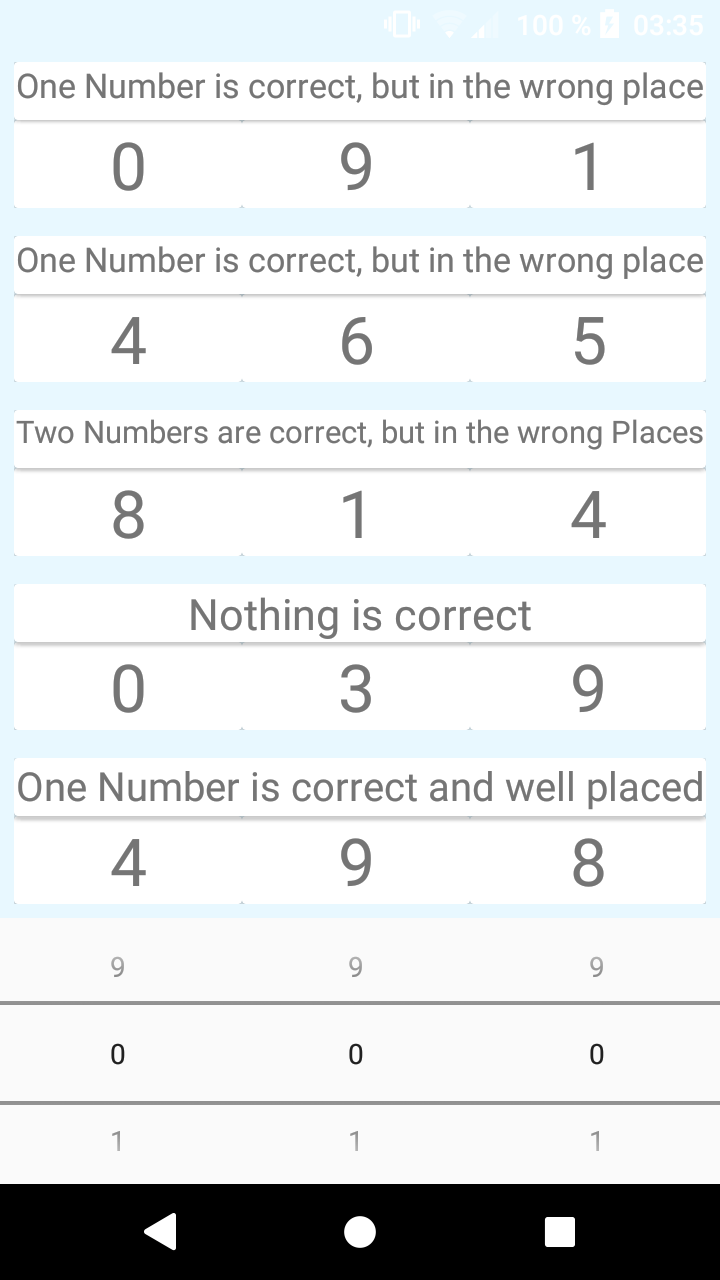 100 % 03:35
One Number is correct, but in the wrong place
0 9 1
One Number is correct, but in the wrong place
4 6 5
Two Numbers are correct, but in the wrong Places
8 1 4
Nothing is correct
0 3 9
One Number is correct and well placed
4 9 8
9 9 9
0 0 0
1 1 1